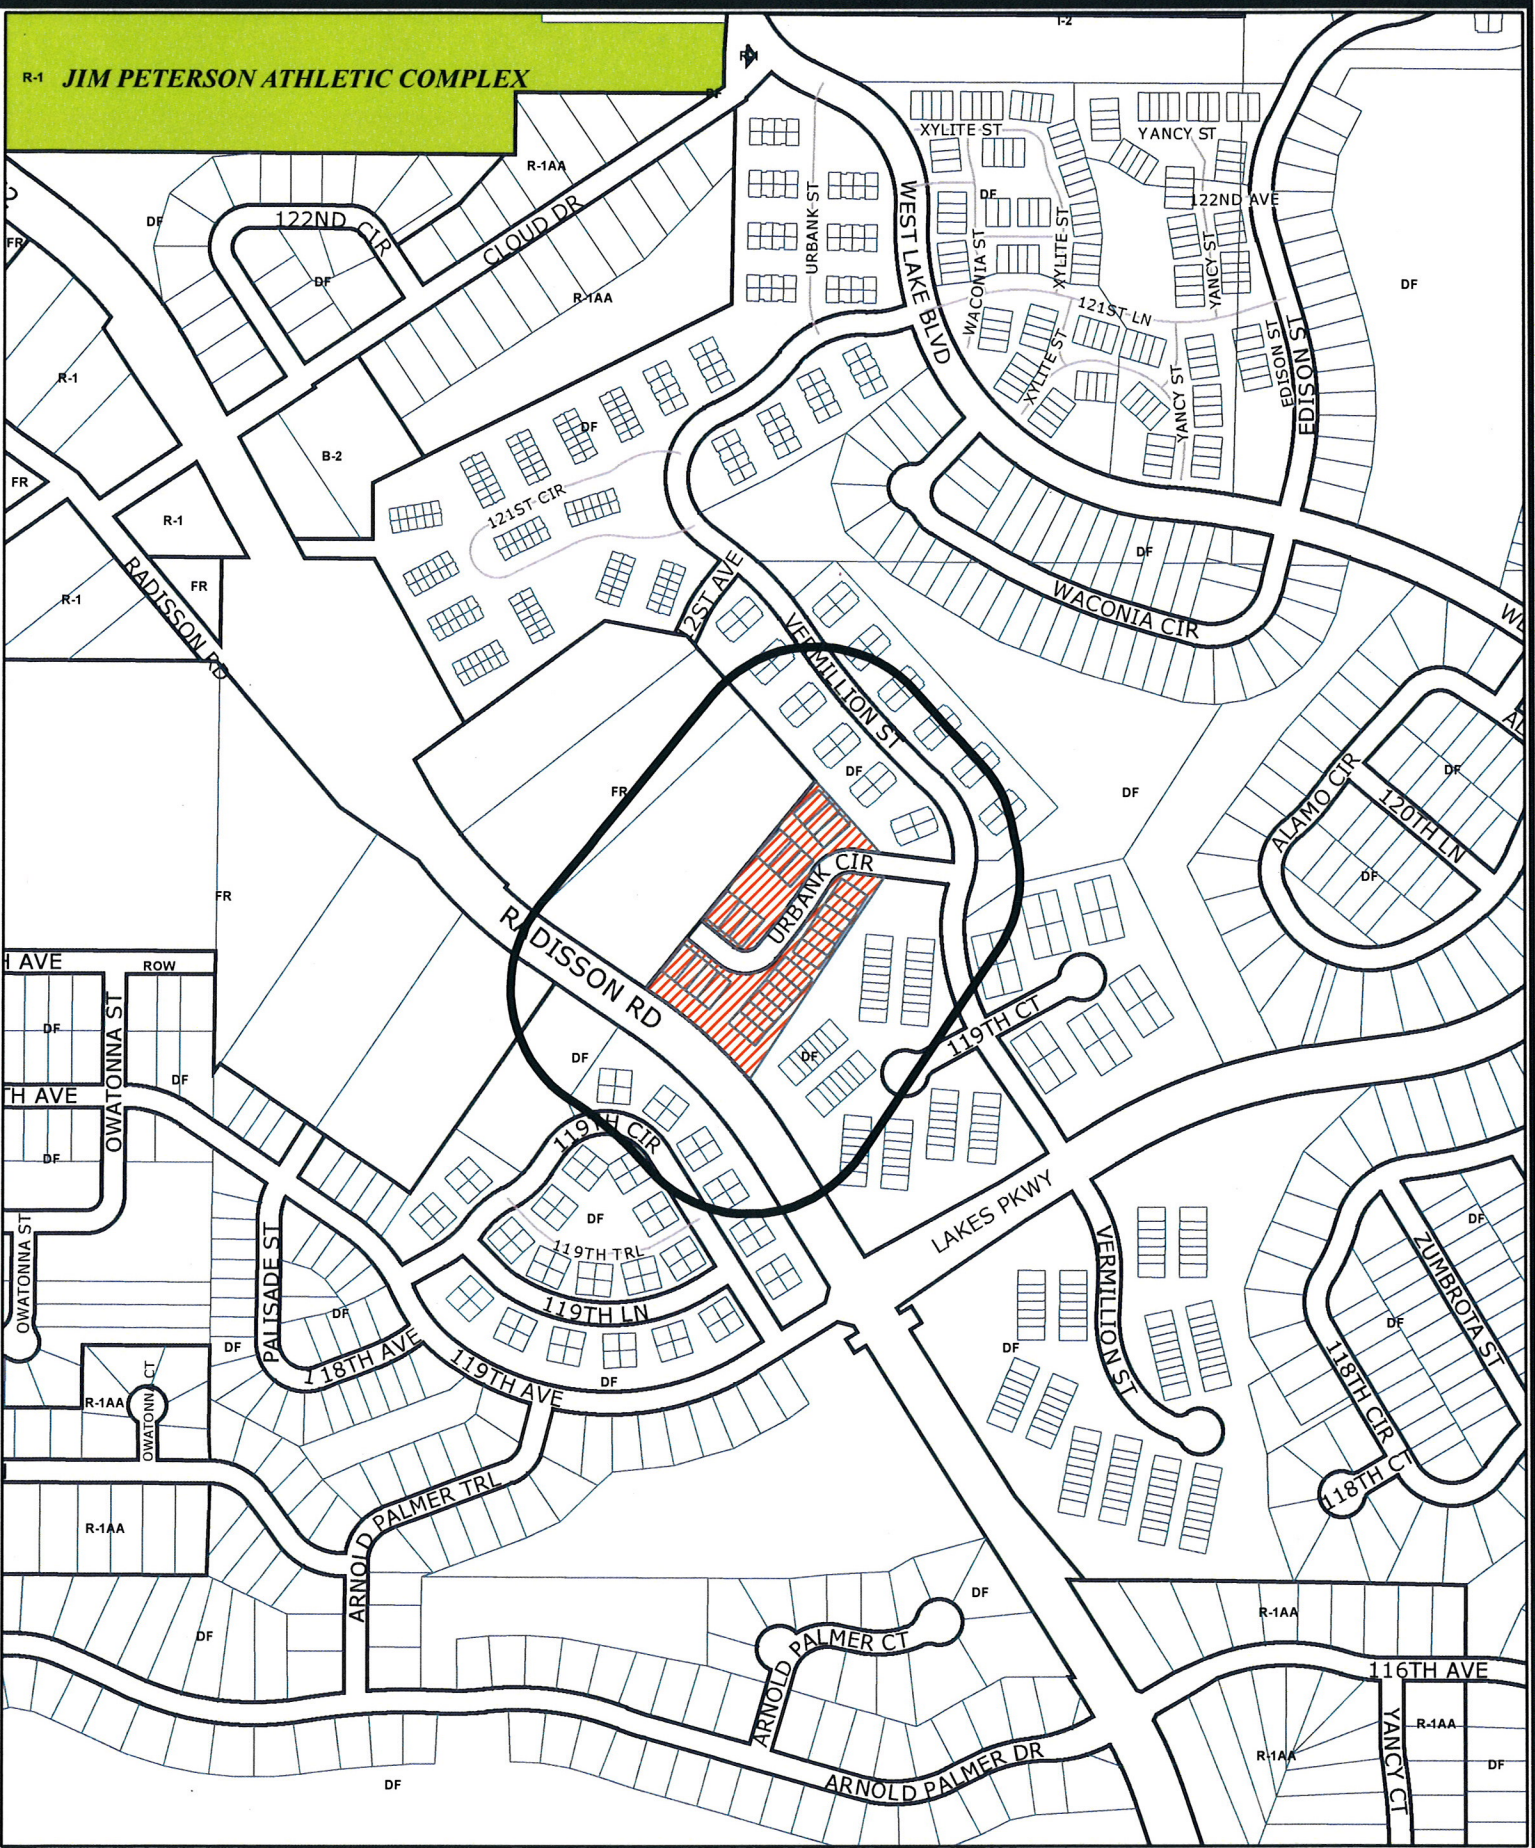 I-2
R-1 JIM PETERSON ATHLETIC COMPLEX
XYLITE ST
YANCY ST
R-1AA
122ND AVE
DF
122ND CIR
CLOUD DR
URBANK ST
WEST LAKE BLVD
DF
WACONIA ST
XYLITE ST
YANCY ST
FR
DF
R-1AA
DF
121ST LN
EDISON ST
EDISON ST
XYLITE ST
YANCY ST
R-1
DF
B-2
FR
R-1
121ST CIR
DF
RADISSON RD
FR
R-1
WACONIA CIR
VERMILLION ST
DF
FR
DF
DF
ALAMO CIR
120TH LN
DF
URBANK CIR
FR
RADISSON RD
H AVE
ROW
DF
OWATONNA ST
119TH CT
DF
DF
DF
TH AVE
DF
119TH CIR
DF
119TH TRL
LAKES PKWY
DF
OWATONNA ST
PALISADE ST
VERMILLION ST
ZUMBROTA ST
119TH LN
DF
DF
118TH AVE
DF
DF
119TH AVE
DF
118TH CIR
R-1AA
OWATONNA CT
118TH CT
ARNOLD PALMER TRL
R-1AA
DF
R-1AA
DF
ARNOLD PALMER CT
116TH AVE
R-1AA
YANCY CT
R-1AA
DF
ARNOLD PALMER DR
DF